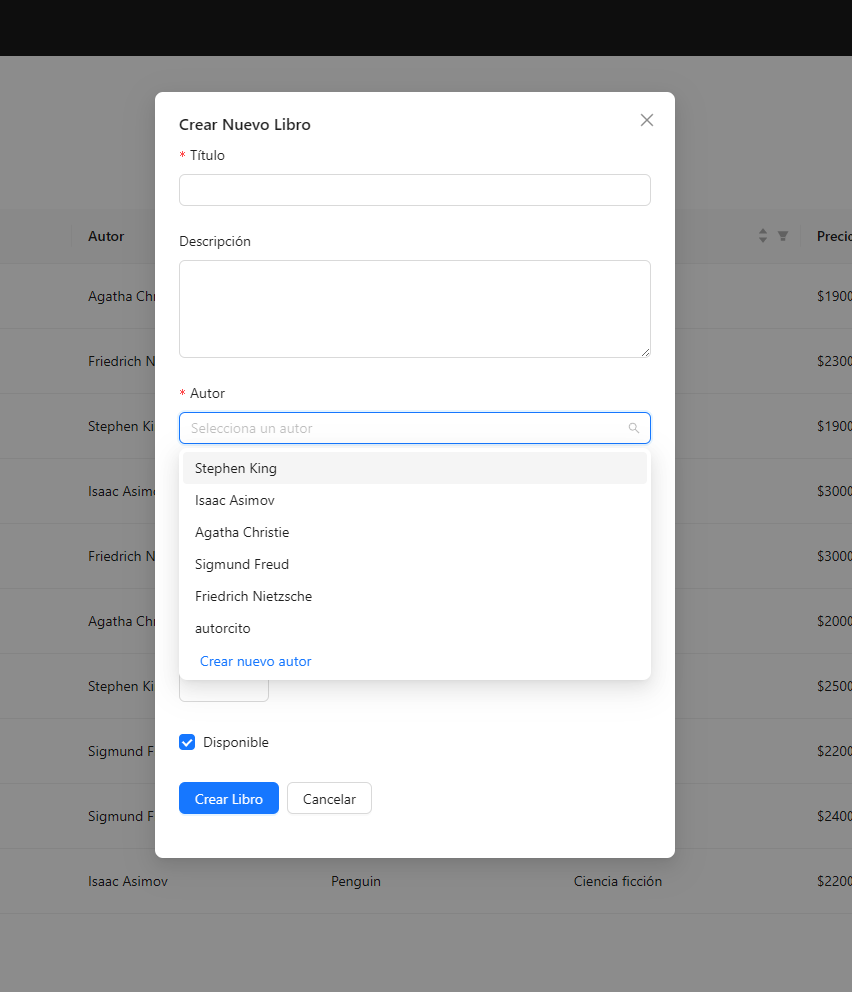 Crear Nuevo Libro
* Título
Descripción
* Autor
Selecciona un autor
Stephen King
Isaac Asimov
Agatha Christie
Sigmund Freud
Friedrich Nietzsche
autorcito
Crear nuevo autor
Disponible
Crear Libro
Cancelar
Autor Precio
Agatha Chr $1900
Friedrich N $2300
Stephen Ki $1900
Isaac Asimo $3000
Friedrich N $3000
Agatha Chr $2000
Stephen Ki $2500
Sigmund F $2200
Sigmund F $2400
Isaac Asimov Penguin Ciencia ficción $2200